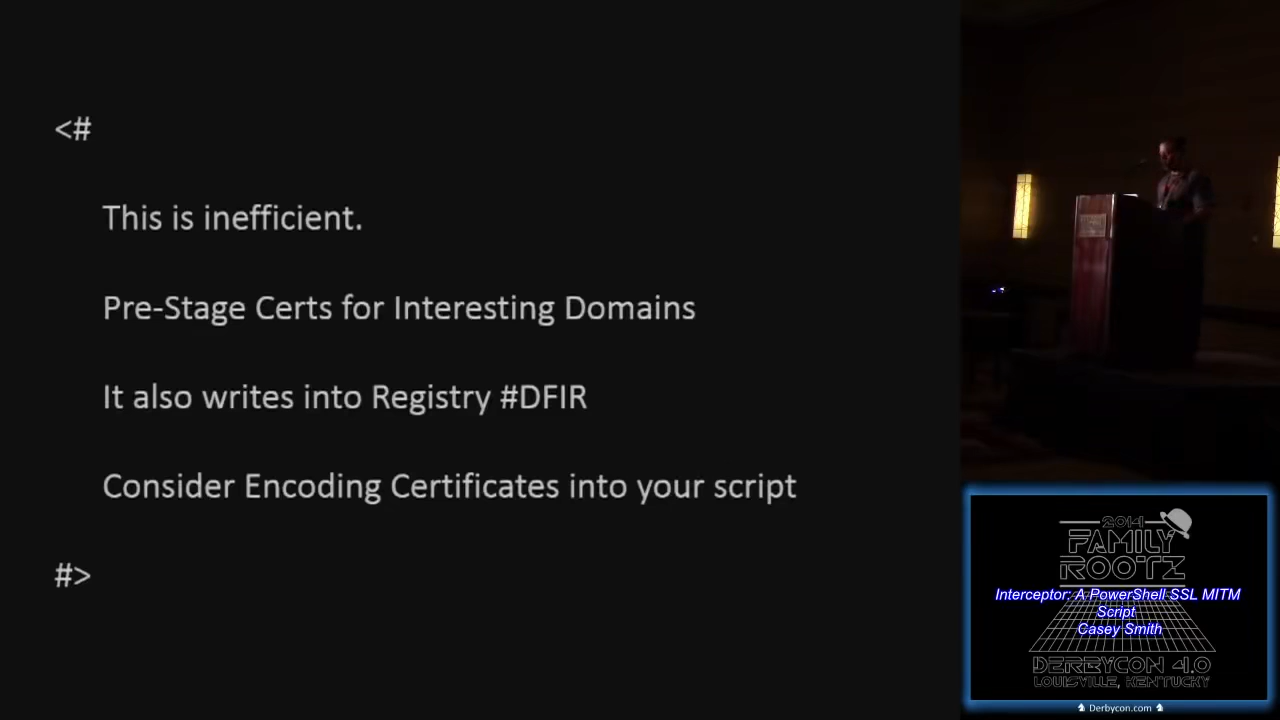 <#
This is inefficient.
Pre-Stage Certs for Interesting Domains
It also writes into Registry #DFIR
Consider Encoding Certificates into your script
#>
2014
FAMILY
ROOTZ
Interceptor: A PowerShell SSL MITM
Script
Casey Smith
DERBYCON 4.0
LOUISVILLE, KENTUCKY
Derbycon.com